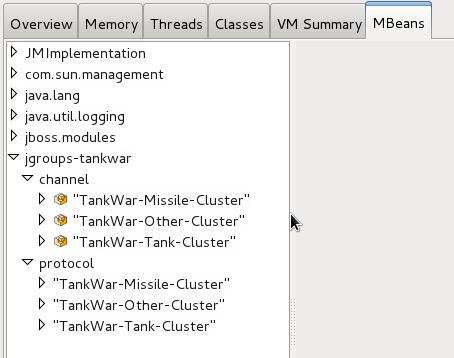 Overview Memory Threads Classes VM Summary MBeans
JMImplementation
com.sun.management
java.lang
java.util.logging
jboss.modules
jgroups-tankwar
channel
"TankWar-Missile-Cluster"
"TankWar-Other-Cluster"
"TankWar-Tank-Cluster"
protocol
"TankWar-Missile-Cluster"
"TankWar-Other-Cluster"
"TankWar-Tank-Cluster"